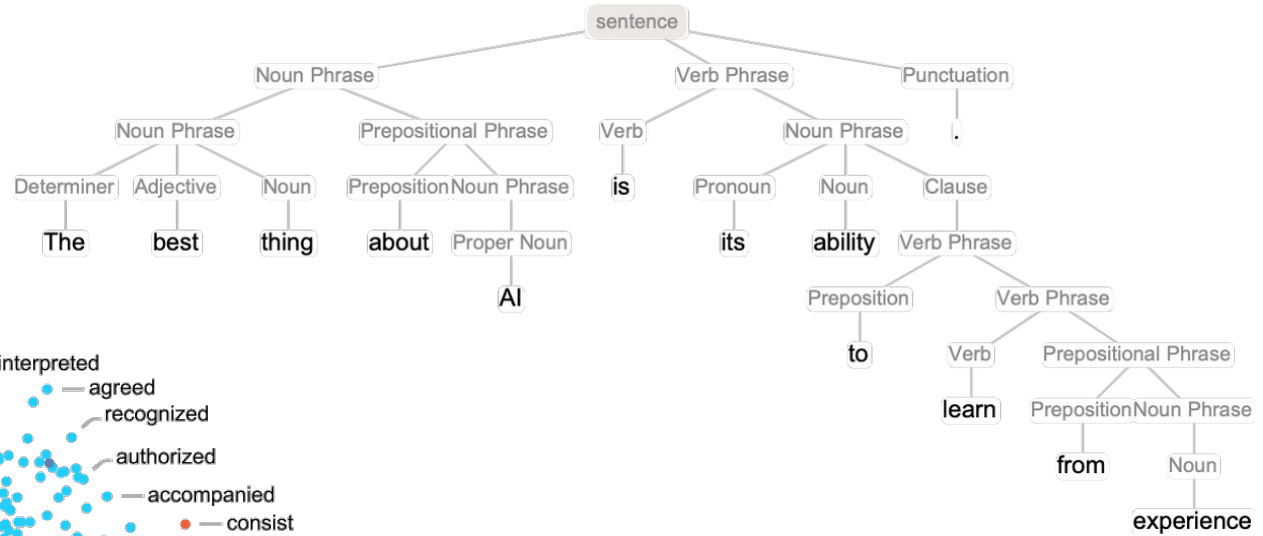 sentence
Noun Phrase Verb Phrase Punctuation
Noun Phrase Prepositional Phrase Verb Noun Phrase .
Determiner Adjective Noun Preposition Noun Phrase is Pronoun Noun Clause
The best thing about Proper Noun its ability Verb Phrase
AI Preposition Verb Phrase
to Verb Prepositional Phrase
learn Preposition Noun Phrase
from Noun
experience
interpreted
agreed
recognized
authorized
accompanied
consist